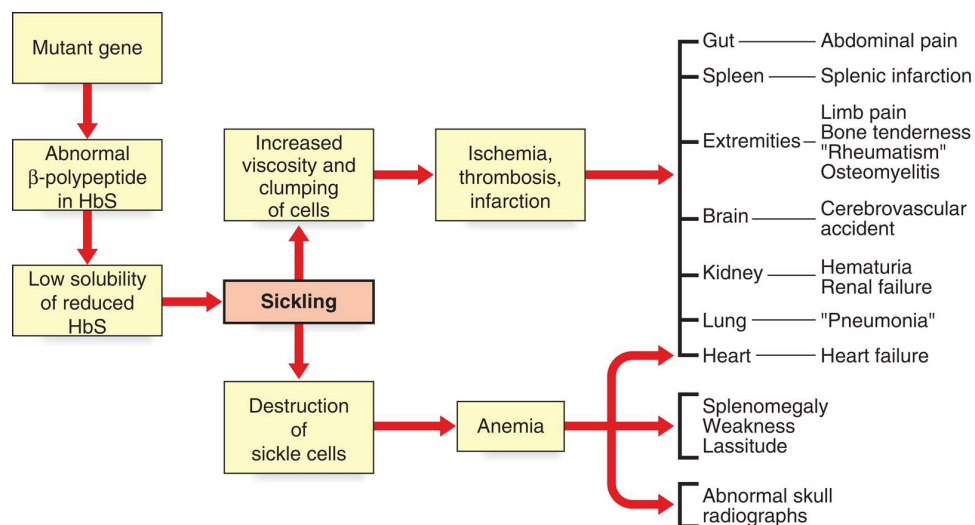 Mutant gene
Abnormal
β-polypeptide
in HbS
Low solubility
of reduced
HbS
Sickling
Increased
viscosity and
clumping
of cells
Ischemia,
thrombosis,
infarction
Gut
Abdominal pain
Spleen
Splenic infarction
Extremities
Limb pain
Bone tenderness
"Rheumatism"
Osteomyelitis
Brain
Cerebrovascular
accident
Kidney
Hematuria
Renal failure
Lung
"Pneumonia"
Heart
Heart failure
Destruction
of
sickle cells
Anemia
Splenomegaly
Weakness
Lassitude
Abnormal skull
radiographs